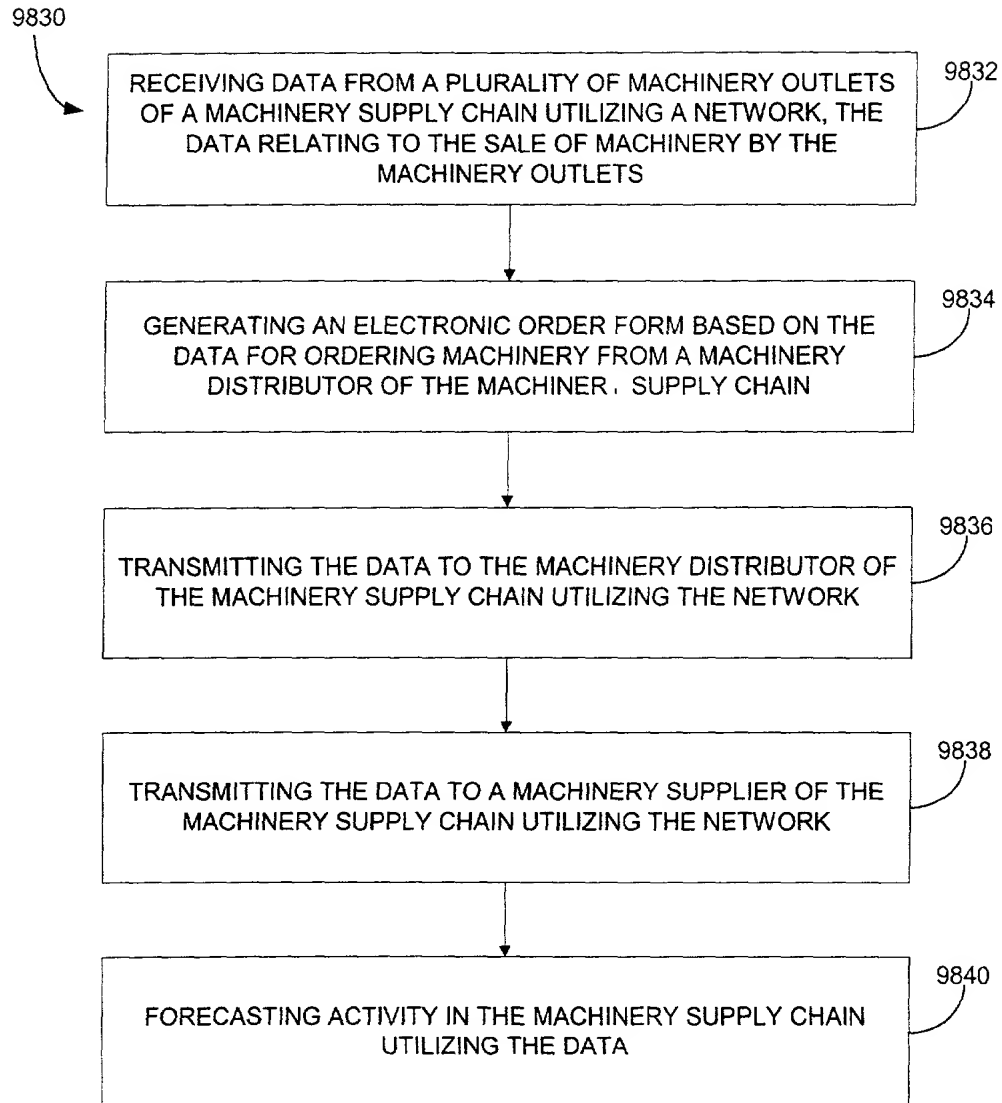 9830
RECEIVING DATA FROM A PLURALITY OF MACHINERY OUTLETS
OF A MACHINERY SUPPLY CHAIN UTILIZING A NETWORK, THE
DATA RELATING TO THE SALE OF MACHINERY BY THE
MACHINERY OUTLETS
9832
GENERATING AN ELECTRONIC ORDER FORM BASED ON THE
DATA FOR ORDERING MACHINERY FROM A MACHINERY
DISTRIBUTOR OF THE MACHINER. SUPPLY CHAIN
9834
TRANSMITTING THE DATA TO THE MACHINERY DISTRIBUTOR OF
THE MACHINERY SUPPLY CHAIN UTILIZING THE NETWORK
9836
TRANSMITTING THE DATA TO A MACHINERY SUPPLIER OF THE
MACHINERY SUPPLY CHAIN UTILIZING THE NETWORK
9838
FORECASTING ACTIVITY IN THE MACHINERY SUPPLY CHAIN
UTILIZING THE DATA
9840